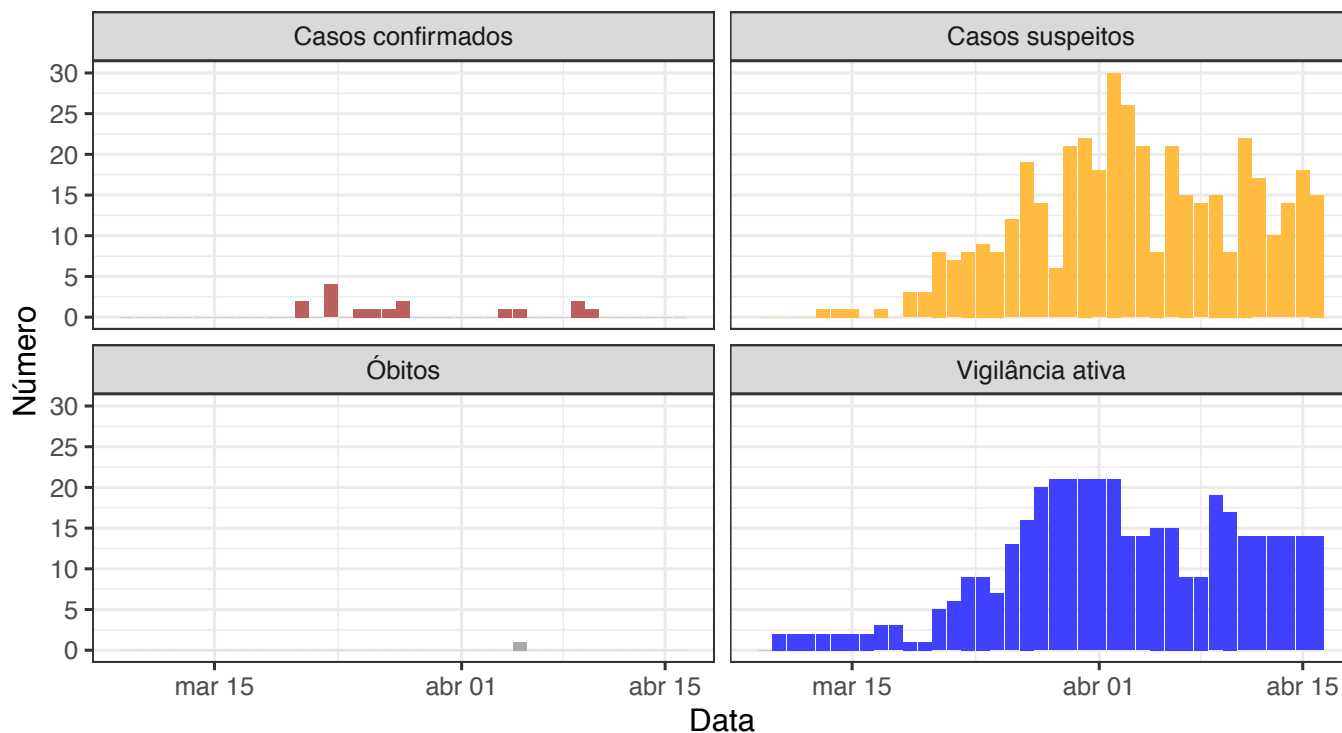 Casos confirmados
Casos suspeitos
30
25
20
15
10
5
0
Óbitos
Vigilância ativa
30
25
20
15
10
5
0
Número
mar 15
abr 01
abr 15
mar 15
abr 01
abr 15
Data